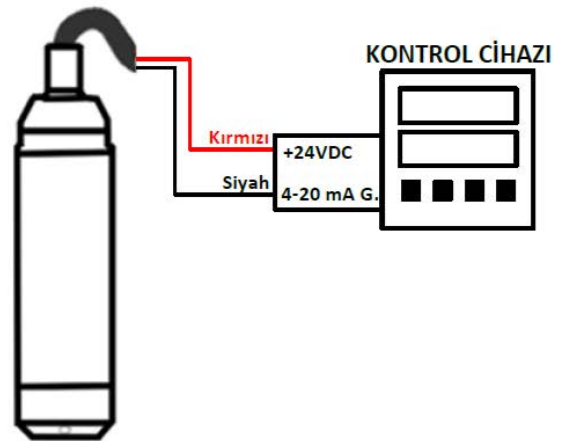 KONTROL CİHAZI
Kırmızı
+24VDC
Siyah
4-20 mA G.